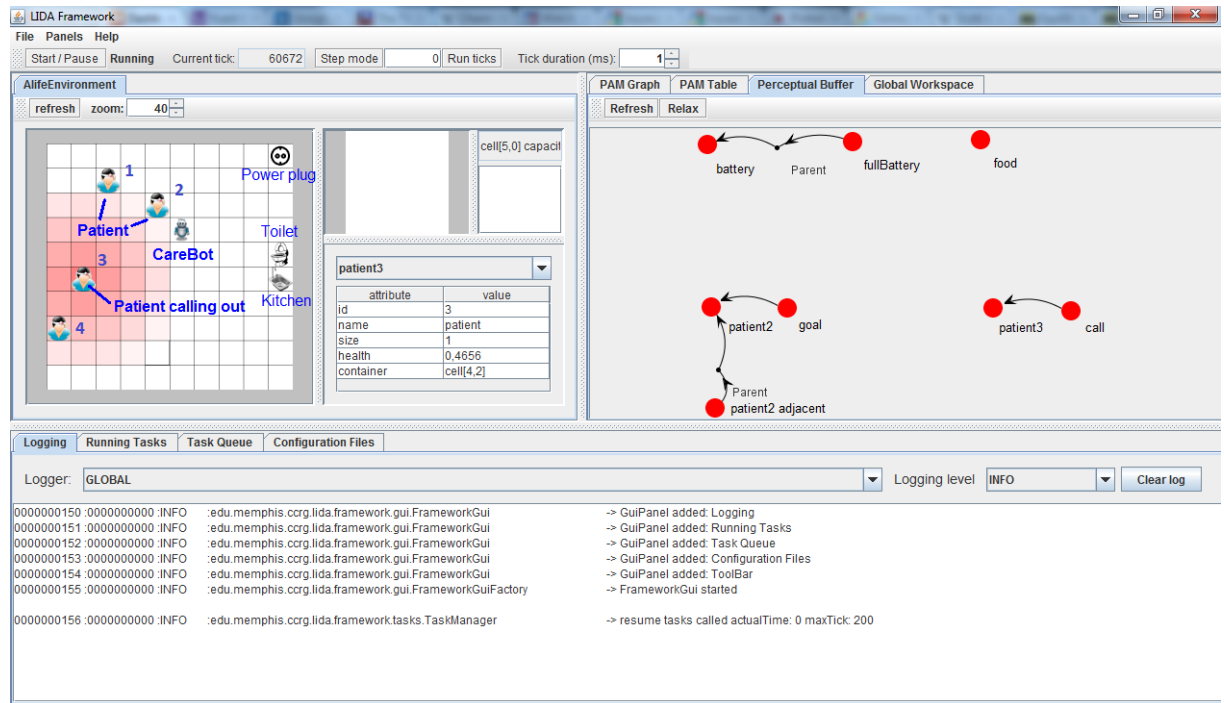 LIDA Framework
File Panels Help
Start / Pause Running Current tick: 60672 Step mode 0 Run ticks Tick duration (ms): 1
AlifeEnvironment
refresh zoom: 40
1
2
Power plug
Patient
CareBot
Toilet
3
Patient calling out
Kitchen
4
cell[5,0] capacit
patient3
attribute value
id 3
name patient
size 1
health 0,4656
container cell[4,2]
PAM Graph PAM Table Perceptual Buffer Global Workspace
Refresh Relax
battery Parent fullBattery food
patient2 goal patient3 call
Parent
patient2 adjacent
Logging Running Tasks Task Queue Configuration Files
Logger: GLOBAL Logging level INFO Clear log
0000000150 :0000000000 :INFO :edu.memphis.ccrg.lida.framework.gui.FrameworkGui -> GuiPanel added: Logging
0000000151 :0000000000 :INFO :edu.memphis.ccrg.lida.framework.gui.FrameworkGui -> GuiPanel added: Running Tasks
0000000152 :0000000000 :INFO :edu.memphis.ccrg.lida.framework.gui.FrameworkGui -> GuiPanel added: Task Queue
0000000153 :0000000000 :INFO :edu.memphis.ccrg.lida.framework.gui.FrameworkGui -> GuiPanel added: Configuration Files
0000000154 :0000000000 :INFO :edu.memphis.ccrg.lida.framework.gui.FrameworkGui -> GuiPanel added: ToolBar
0000000155 :0000000000 :INFO :edu.memphis.ccrg.lida.framework.gui.FrameworkGuiFactory -> FrameworkGui started
0000000156 :0000000000 :INFO :edu.memphis.ccrg.lida.framework.tasks.TaskManager -> resume tasks called actualTime: 0 maxTick: 200